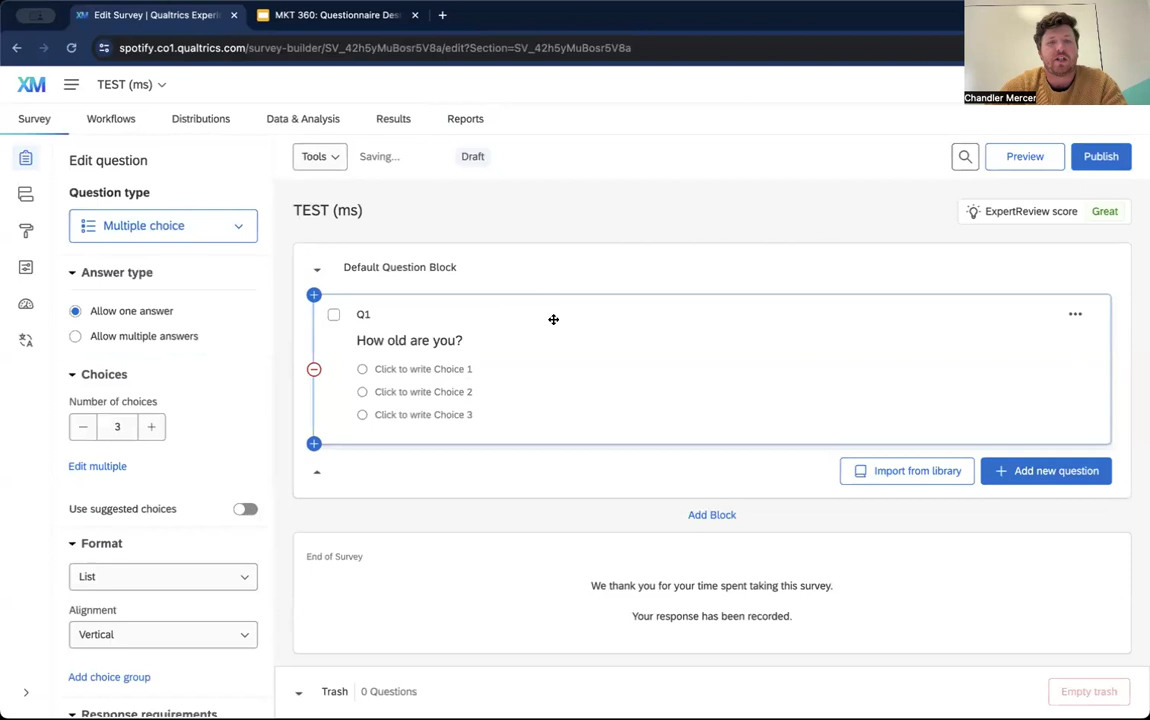 Edit Survey | Qualtrics Experi
MKT 360: Questionnaire Des
spotify.co1.qualtrics.com/survey-builder/SV_42h5yMuBosr5V8a/edit?Section=SV_42h5yMuBosr5V8a
Chandler Mercer
XM
TEST (ms)
Survey
Workflows
Distributions
Data & Analysis
Results
Reports
Edit question
Tools
Saving...
Draft
Preview
Publish
Question type
Multiple choice
TEST (ms)
ExpertReview score Great
Answer type
Allow one answer
Allow multiple answers
Choices
Number of choices
3
Edit multiple
Use suggested choices
Format
List
Alignment
Vertical
Add choice group
Response requirements
Default Question Block
Q1
How old are you?
Click to write Choice 1
Click to write Choice 2
Click to write Choice 3
Import from library
Add new question
Add Block
End of Survey
We thank you for your time spent taking this survey.
Your response has been recorded.
Trash
0 Questions
Empty trash